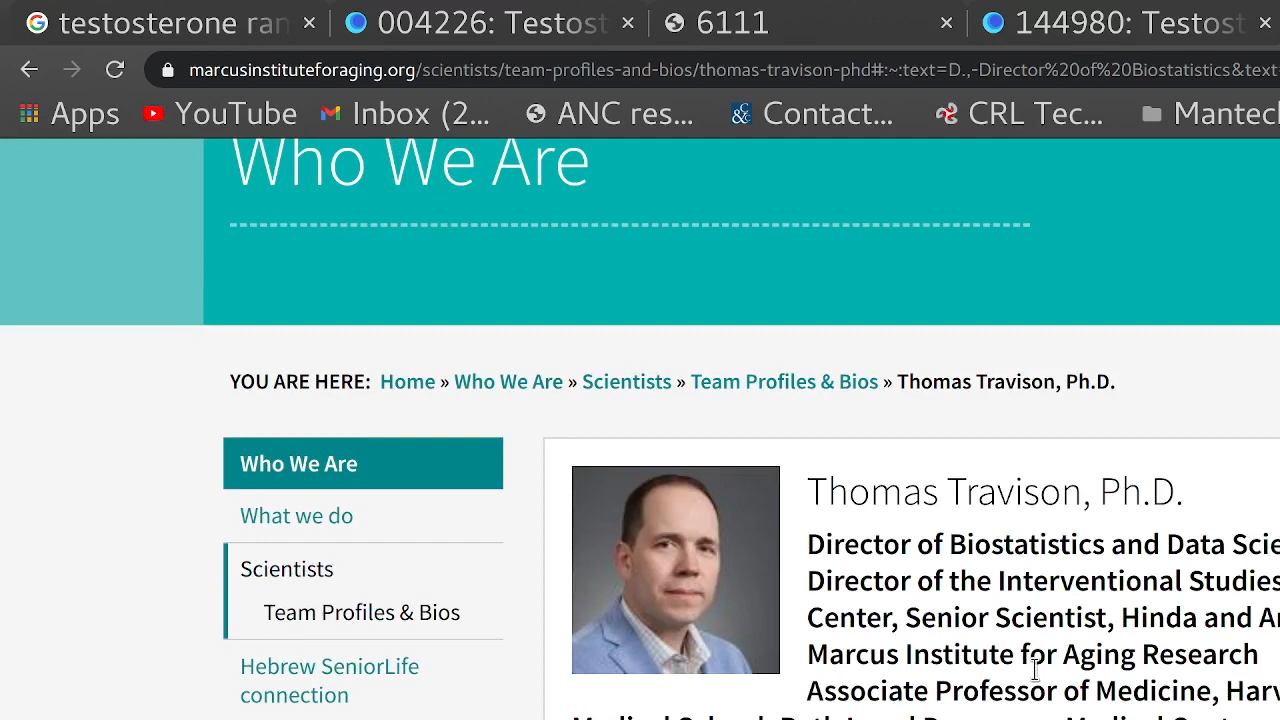 testosterone ran
004226: Testost
6111
144980: Testost
marcusinstituteforaging.org/scientists/team-profiles-and-bios/thomas-travison-phd#:~:text=D.,-Director%20of%20Biostatistics&text
Apps YouTube Inbox (2... ANC res... Contact... CRL Tec... Mantech
Who We Are
YOU ARE HERE: Home » Who We Are » Scientists » Team Profiles & Bios » Thomas Travison, Ph.D.
Who We Are
What we do
Scientists
Team Profiles & Bios
Hebrew SeniorLife
connection
Thomas Travison, Ph.D.
Director of Biostatistics and Data Scie
Director of the Interventional Studies
Center, Senior Scientist, Hinda and Ar
Marcus Institute for Aging Research
Associate Professor of Medicine, Harv